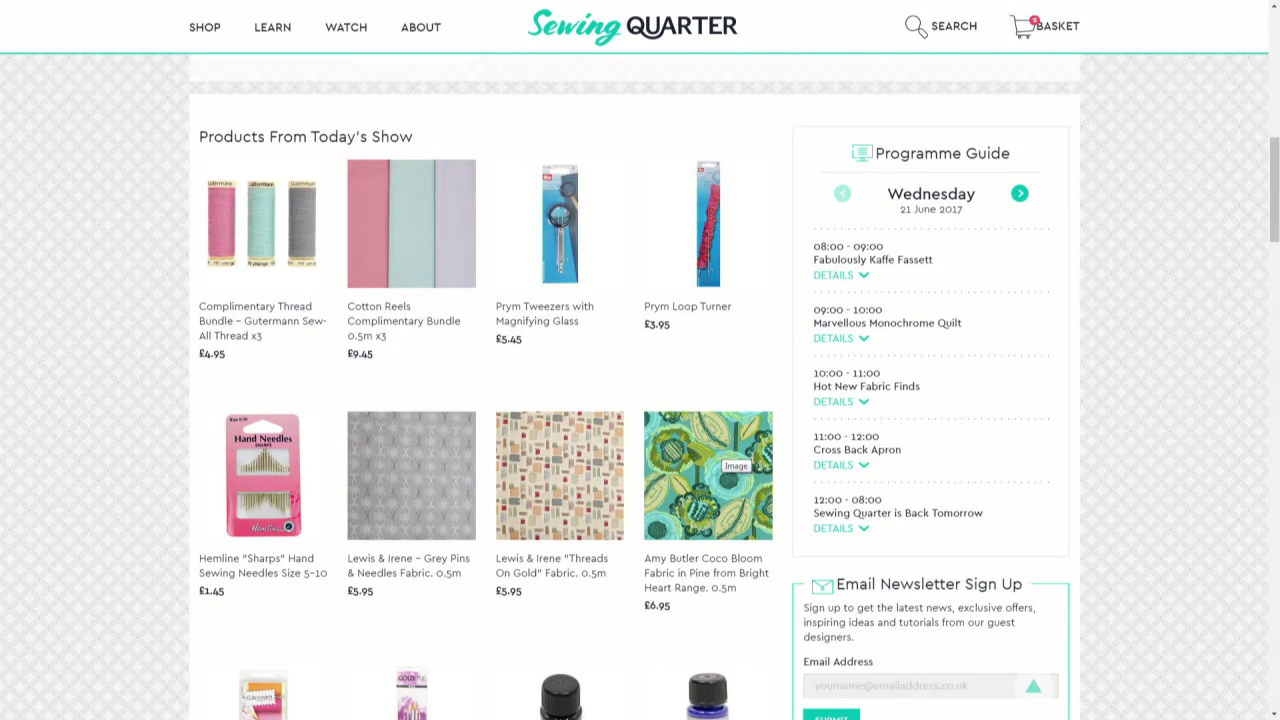 SHOP
LEARN
WATCH
ABOUT
Sewing QUARTER
SEARCH
BASKET
Products From Today's Show
Complimentary Thread
Bundle - Gutermann Sew-
All Thread x3
£4.95
Cotton Reels
Complimentary Bundle
0.5m x3
£9.45
Prym Tweezers with
Magnifying Glass
£5.45
Prym Loop Turner
£3.95
Hand Needles
SHARPS
Hemline "Sharps" Hand
Sewing Needles Size 5-10
£1.45
Lewis & Irene - Grey Pins
& Needles Fabric. 0.5m
£5.95
Lewis & Irene "Threads
On Gold" Fabric. 0.5m
£5.95
Image
Amy Butler Coco Bloom
Fabric in Pine from Bright
Heart Range. 0.5m
£6.95
Programme Guide
Wednesday
21 June 2017
08:00 - 09:00
Fabulously Kaffe Fassett
DETAILS
09:00 - 10:00
Marvellous Monochrome Quilt
DETAILS
10:00 - 11:00
Hot New Fabric Finds
DETAILS
11:00 - 12:00
Cross Back Apron
DETAILS
12:00 - 08:00
Sewing Quarter is Back Tomorrow
DETAILS
Email Newsletter Sign Up
Sign up to get the latest news, exclusive offers,
inspiring ideas and tutorials from our guest
designers.
Email Address
yourname@emailaddress.co.uk
SUBMIT